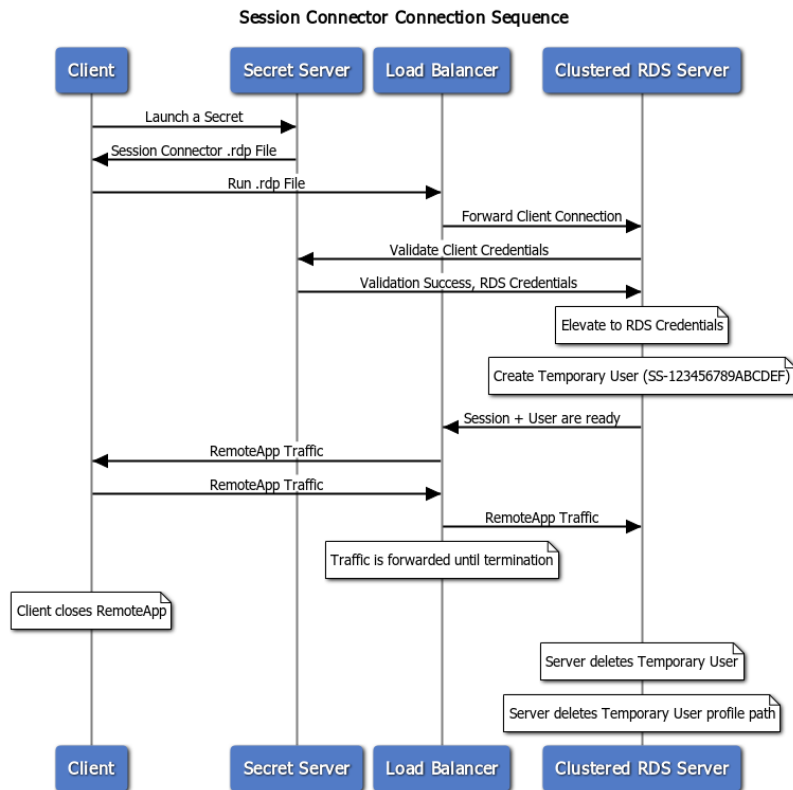 Session Connector Connection Sequence
Client
Secret Server
Load Balancer
Clustered RDS Server
Launch a Secret
Session Connector .rdp File
Run .rdp File
Forward Client Connection
Validate Client Credentials
Validation Success, RDS Credentials
Elevate to RDS Credentials
Create Temporary User (SS-123456789ABCDEF)
Session + User are ready
RemoteApp Traffic
RemoteApp Traffic
RemoteApp Traffic
Traffic is forwarded until termination
Client closes RemoteApp
Server deletes Temporary User
Server deletes Temporary User profile path
Client
Secret Server
Load Balancer
Clustered RDS Server